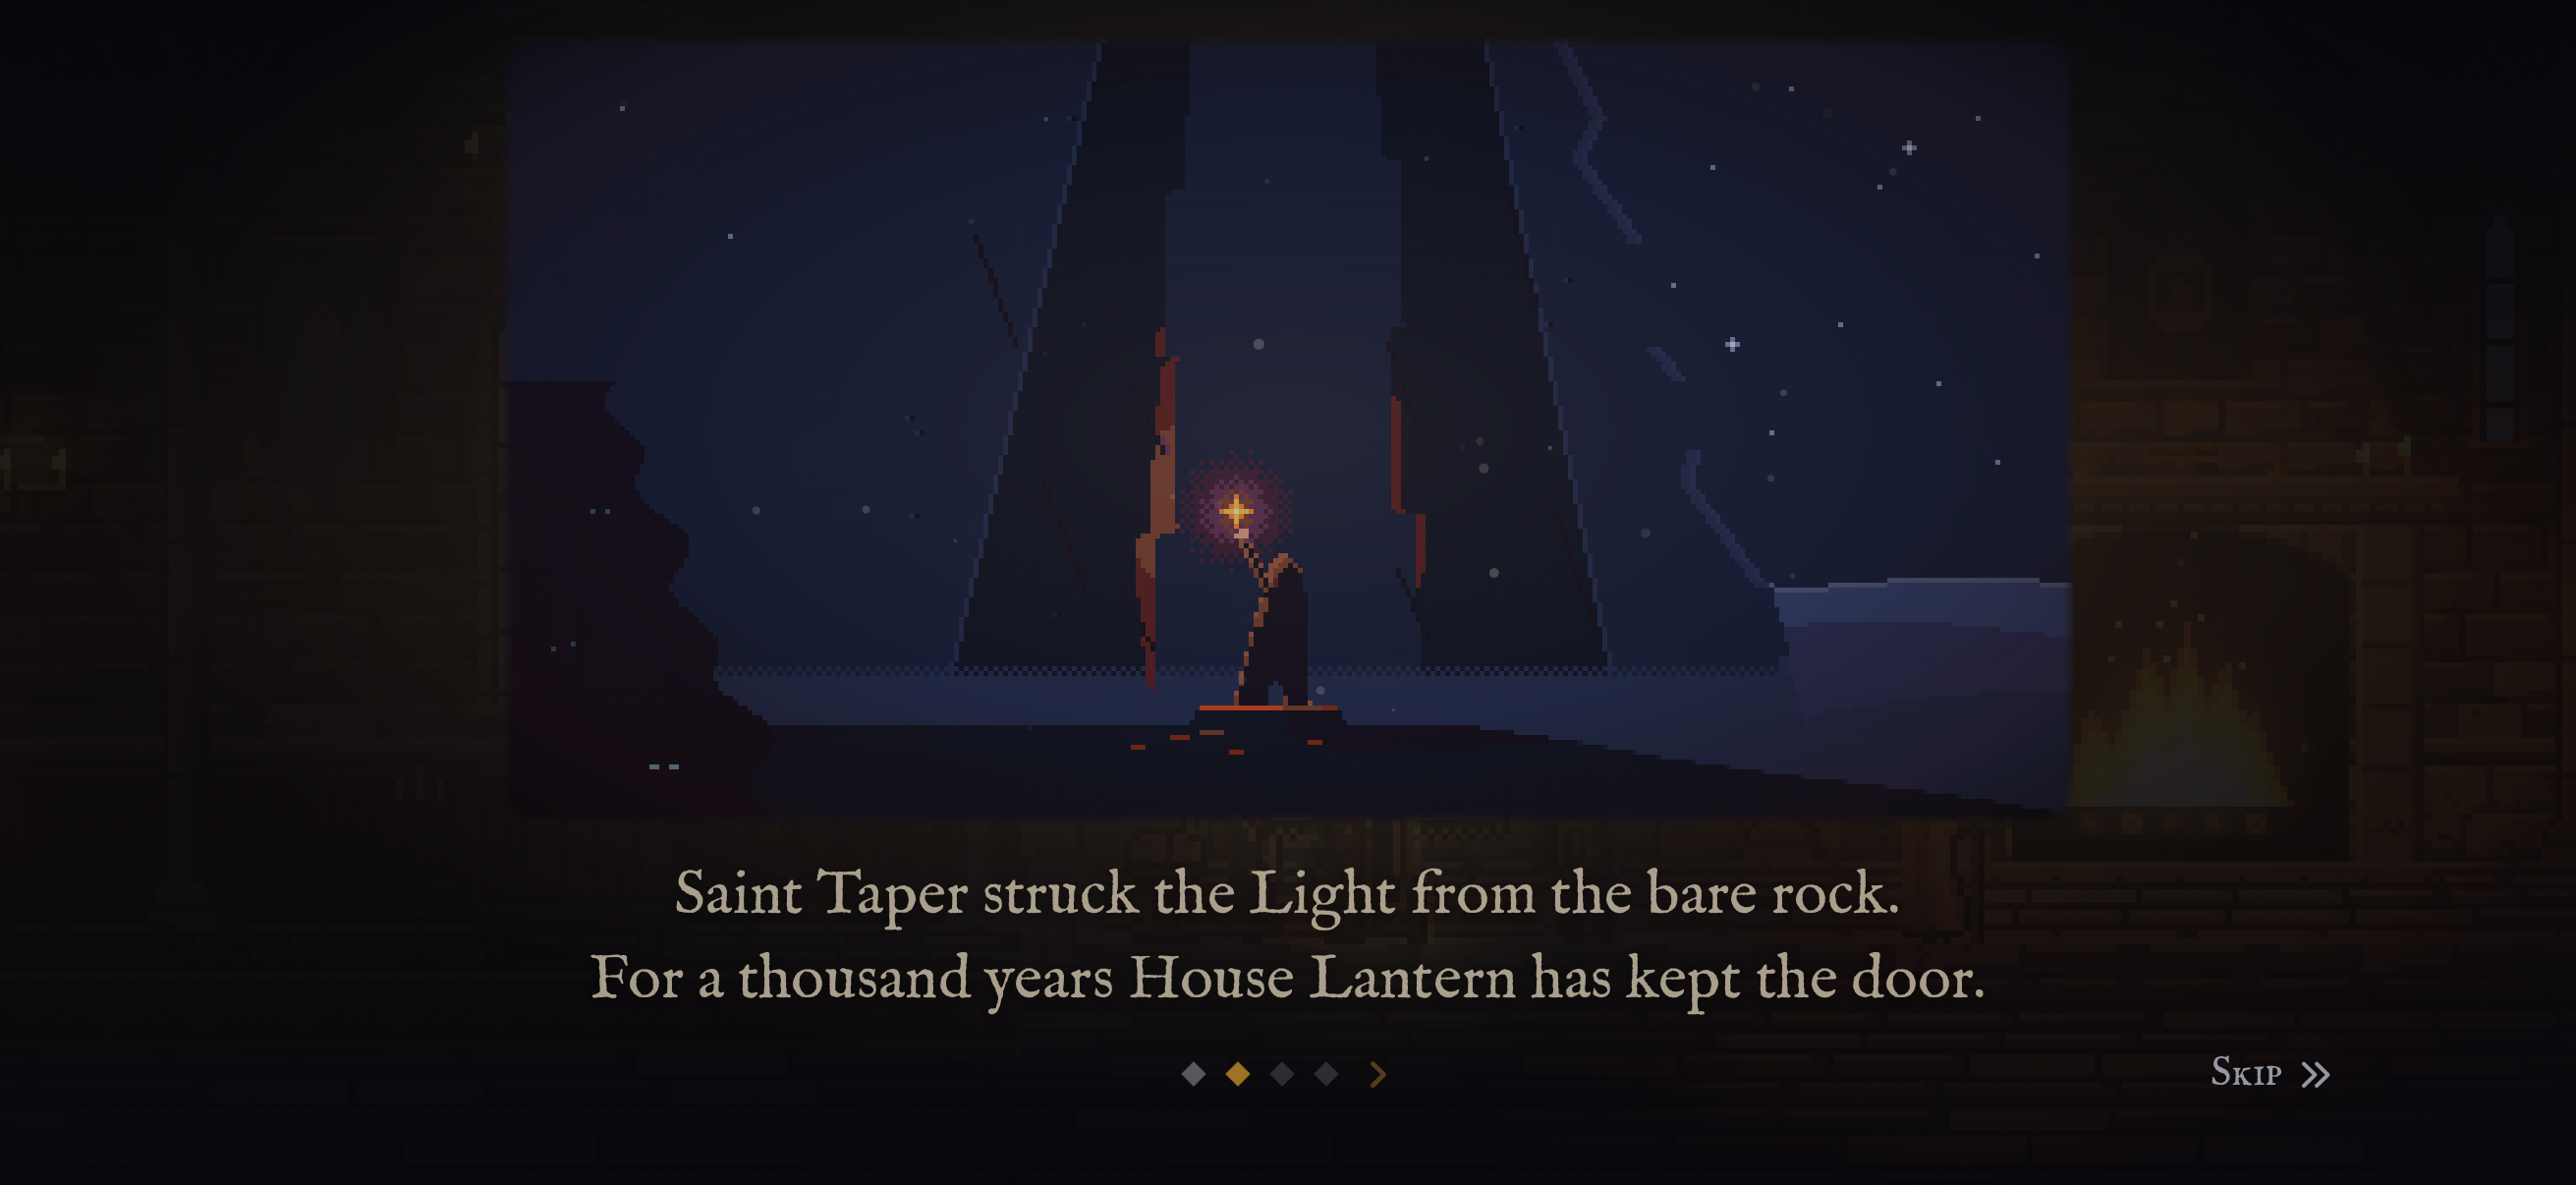 Saint Taper struck the Light from the bare rock.
For a thousand years House Lantern has kept the door.
Skip